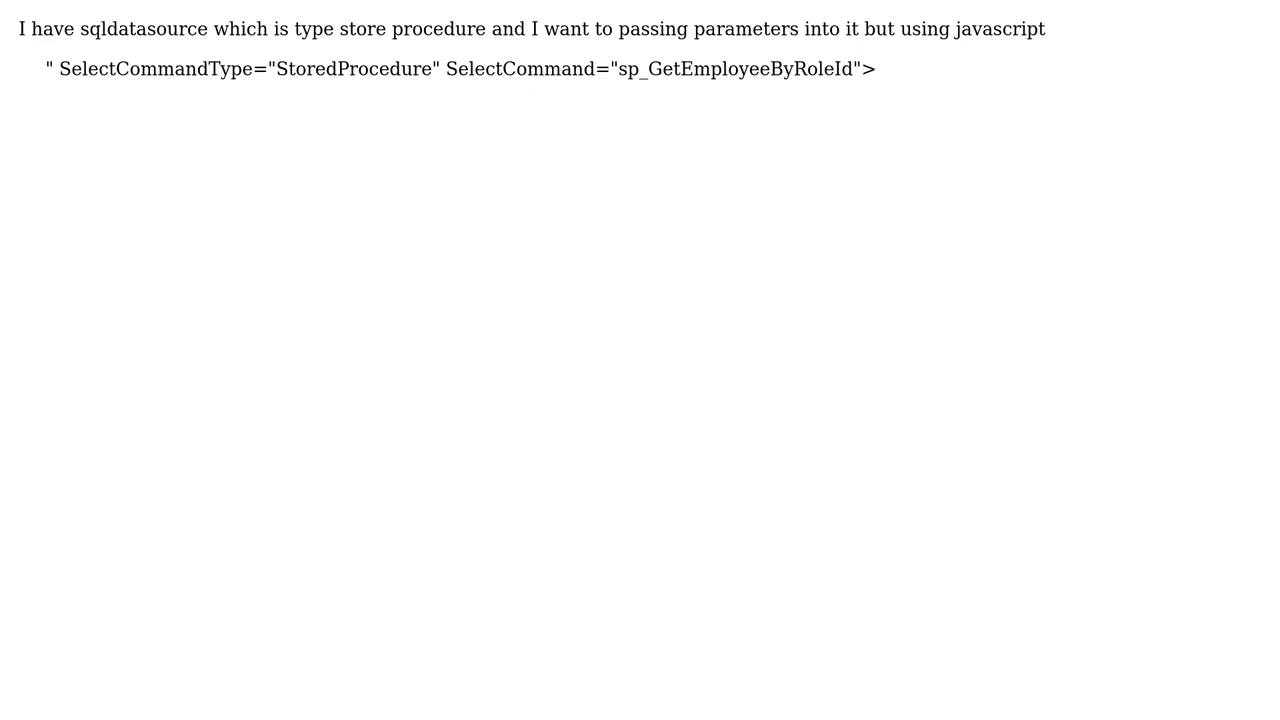 I have sqldatasource which is type store procedure and I want to passing parameters into it but using javascript
" SelectCommandType="StoredProcedure" SelectCommand="sp_GetEmployeeByRoleId">